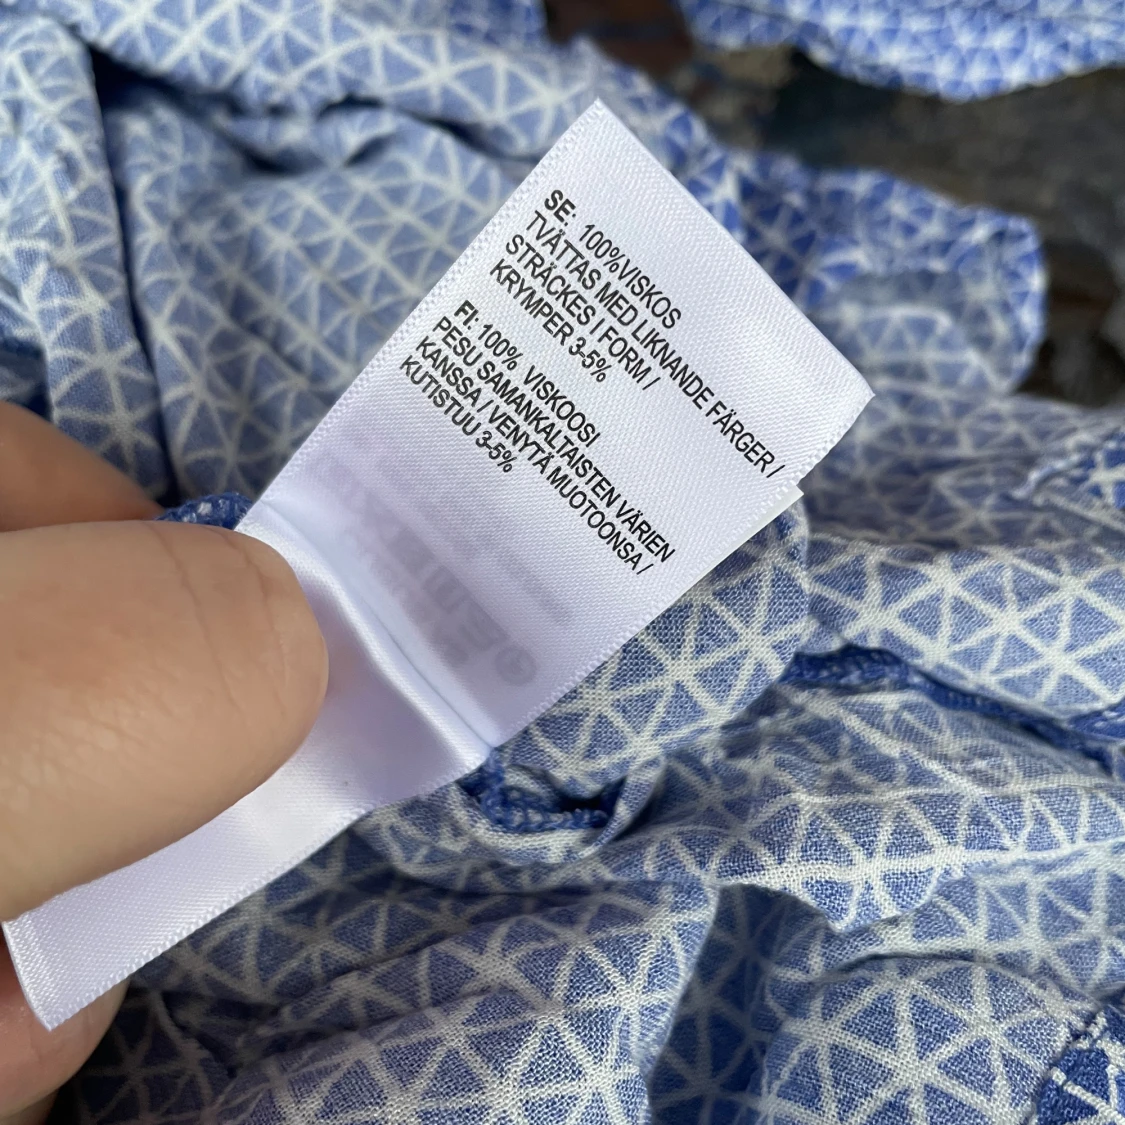 SE: 100%VISKOS
TVÄTTAS MED LIKNANDE FÄRGER /
STRÄCKES I FORM /
KRYMPER 3-5%
FI: 100% VISKOOSI
PESU SAMANKALTAISTEN VÄRIEN
KANSSA / VENYTÄ MUOTOONSA /
KUTISTUU 3-5%